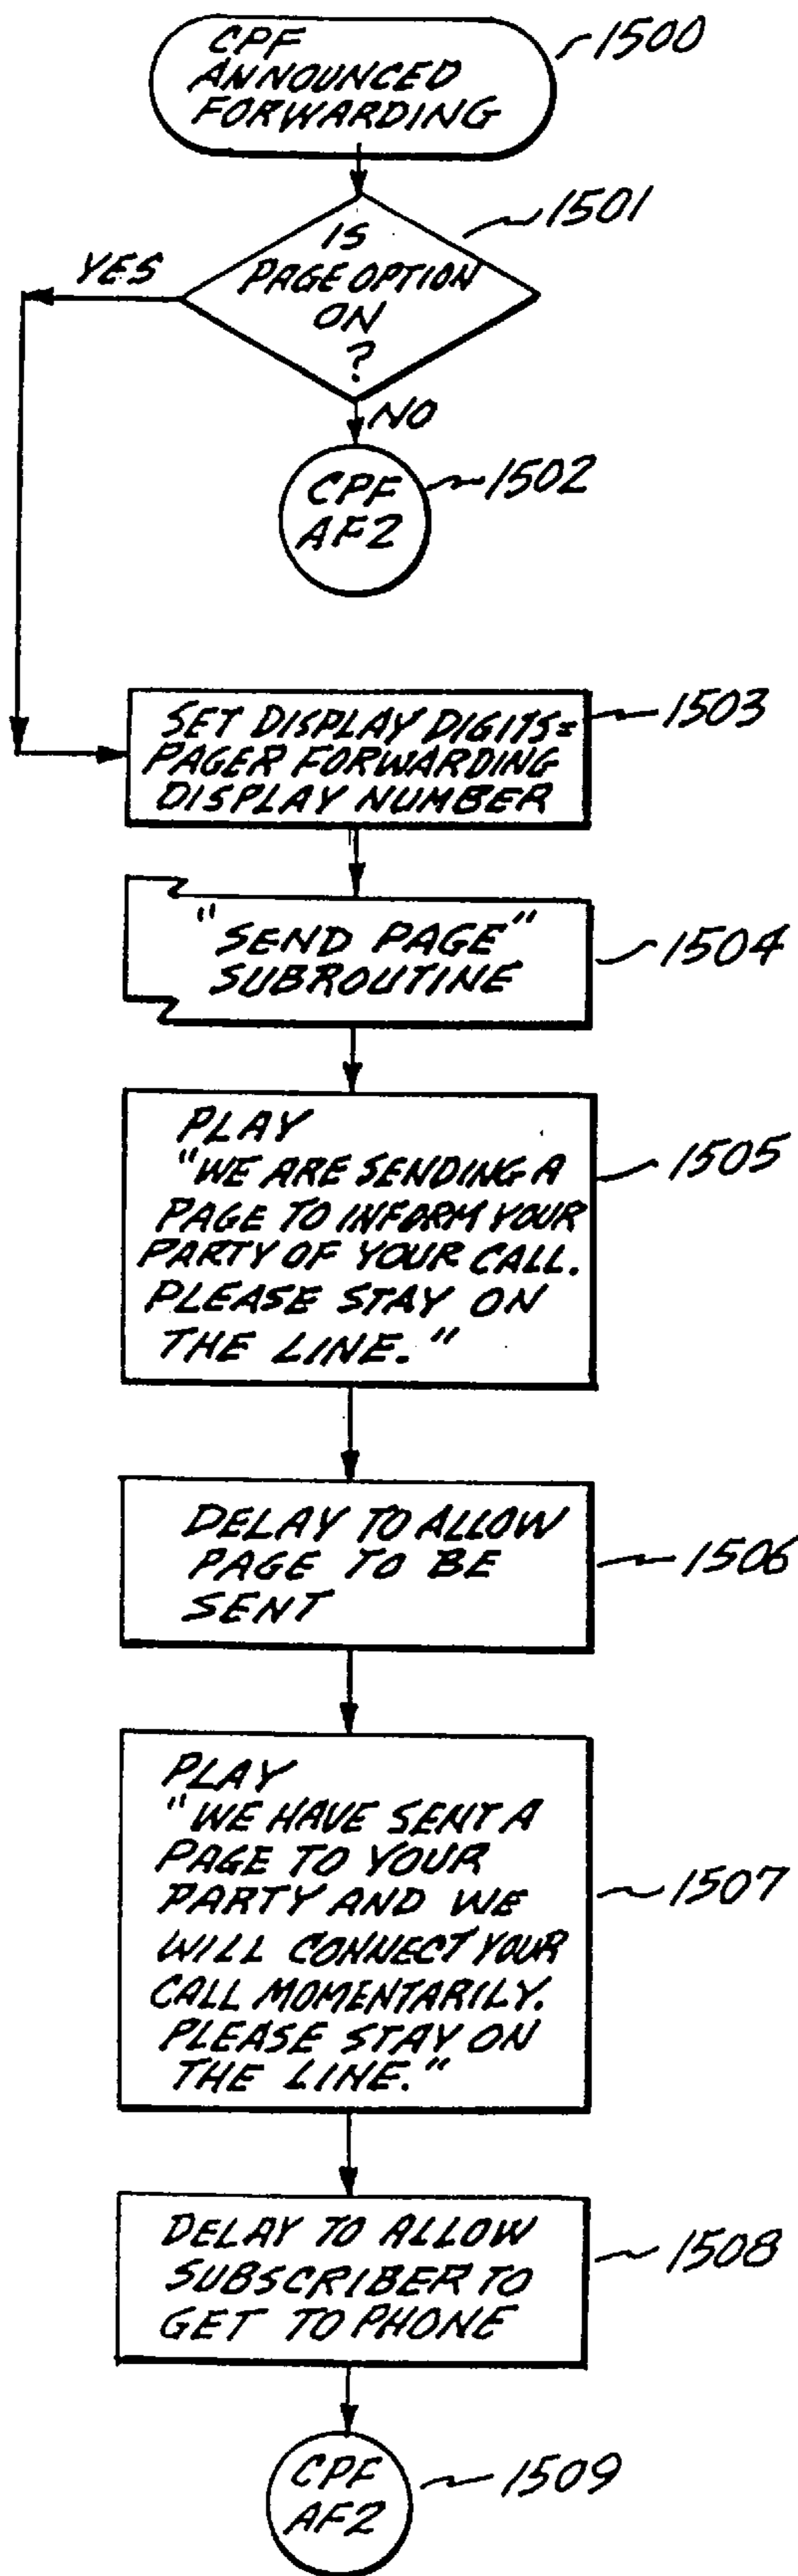 CPF
ANNOUNCED
FORWARDING
1500
1501
IS
PAGE OPTION
ON
?
YES
NO
CPF
AF2
1502
SET DISPLAY DIGITS=
PAGER FORWARDING
DISPLAY NUMBER
1503
"SEND PAGE"
SUBROUTINE
1504
PLAY
"WE ARE SENDING A
PAGE TO INFORM YOUR
PARTY OF YOUR CALL.
PLEASE STAY ON
THE LINE."
1505
DELAY TO ALLOW
PAGE TO BE
SENT
1506
PLAY
"WE HAVE SENT A
PAGE TO YOUR
PARTY AND WE
WILL CONNECT YOUR
CALL MOMENTARILY.
PLEASE STAY ON
THE LINE."
1507
DELAY TO ALLOW
SUBSCRIBER TO
GET TO PHONE
1508
CPF
AF2
1509